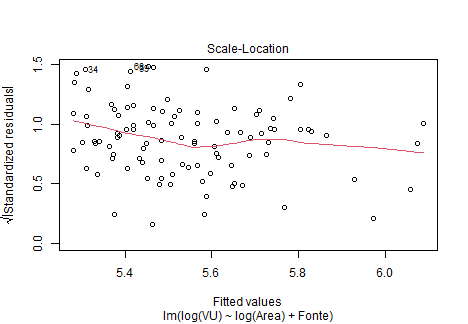 Scale-Location
√|Standardized residuals|
1.5
1.0
0.5
0.0
34
5.4
5.6
5.8
6.0
Fitted values
lm(log(VU) ~ log(Area) + Fonte)